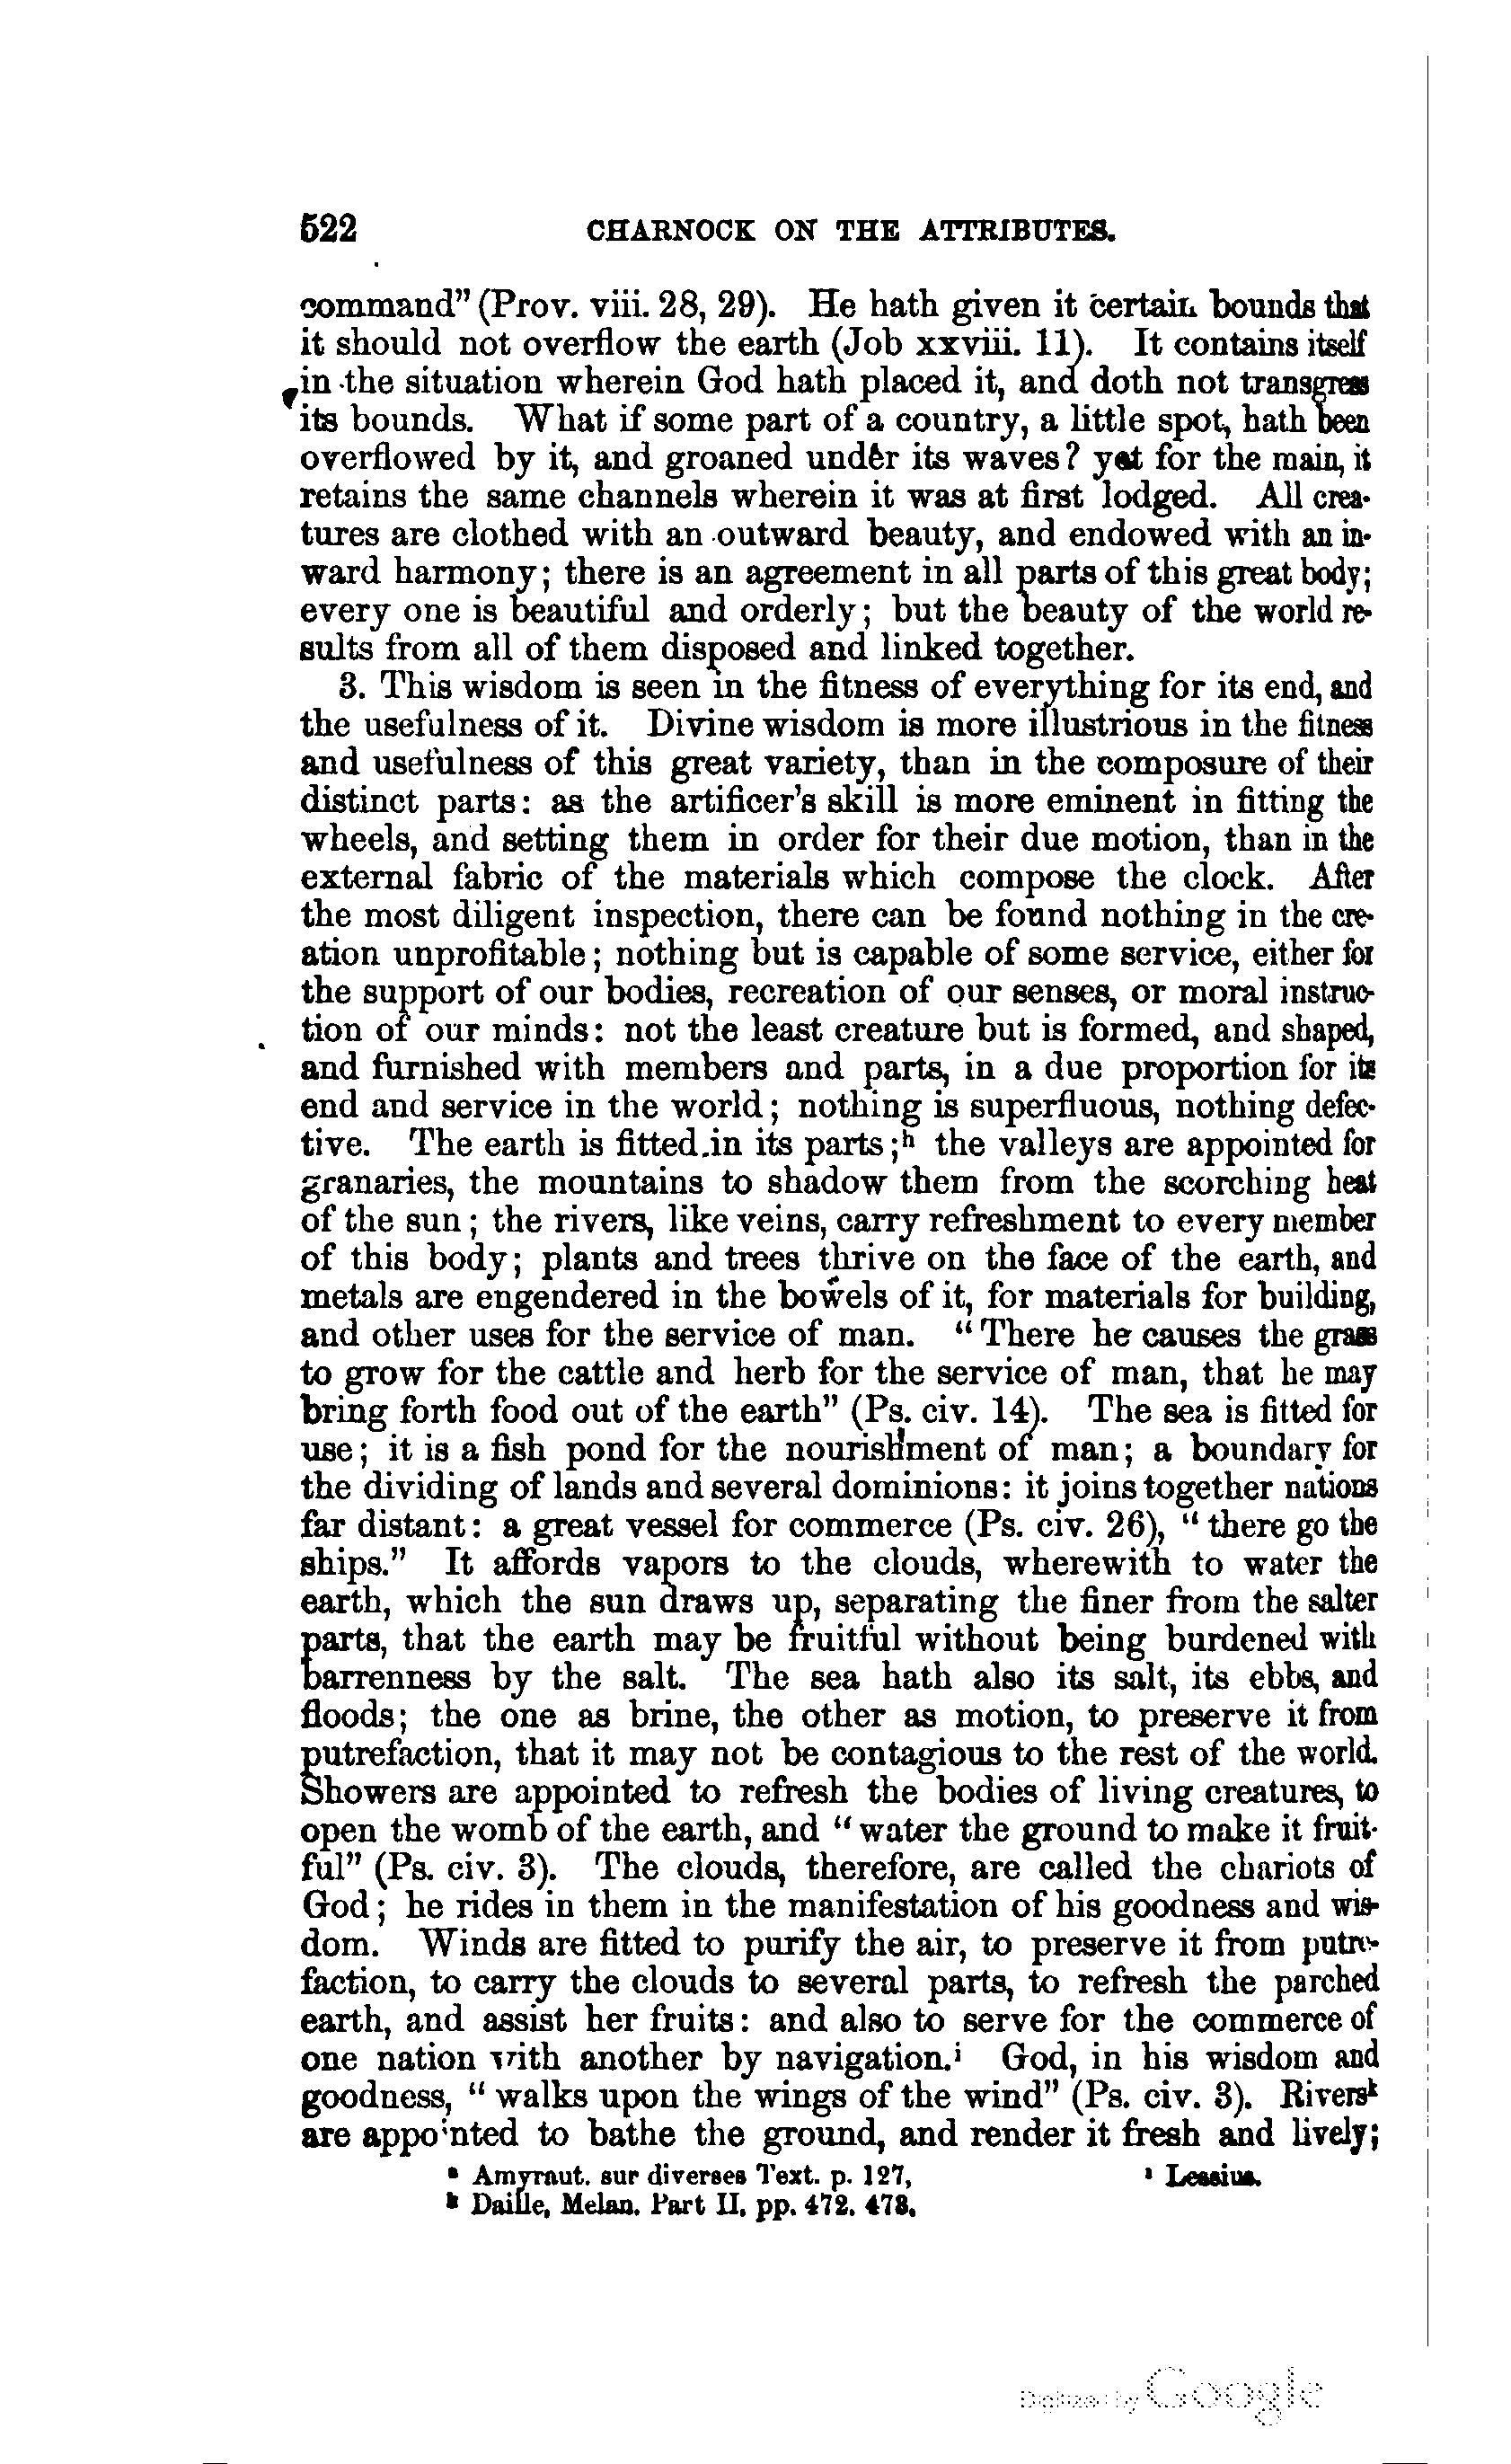 522 CHARNOCK ON THE ATTRIBUTES.
command” (Prov. viii. 28, 29). He hath given it certain bounds that
it should not overflow the earth (Job xxviii. 11). It contains itself
in the situation wherein God hath placed it, and doth not transgress
its bounds. What if some part of a country, a little spot, hath been
overflowed by it, and groaned under its waves? yet for the main, it
retains the same channels wherein it was at first lodged. All crea-
tures are clothed with an outward beauty, and endowed with an in-
ward harmony; there is an agreement in all parts of this great body;
every one is beautiful and orderly; but the beauty of the world re-
sults from all of them disposed and linked together.
3. This wisdom is seen in the fitness of everything for its end, and
the usefulness of it. Divine wisdom is more illustrious in the fitness
and usefulness of this great variety, than in the composure of their
distinct parts: as the artificer's skill is more eminent in fitting the
wheels, and setting them in order for their due motion, than in the
external fabric of the materials which compose the clock. After
the most diligent inspection, there can be found nothing in the cre-
ation unprofitable; nothing but is capable of some service, either for
the support of our bodies, recreation of our senses, or moral instruc-
tion of our minds: not the least creature but is formed, and shaped,
and furnished with members and parts, in a due proportion for its
end and service in the world; nothing is superfluous, nothing defec-
tive. The earth is fitted in its parts;ʰ the valleys are appointed for
granaries, the mountains to shadow them from the scorching heat
of the sun; the rivers, like veins, carry refreshment to every member
of this body; plants and trees thrive on the face of the earth, and
metals are engendered in the bowels of it, for materials for building,
and other uses for the service of man. “There he causes the grass
to grow for the cattle and herb for the service of man, that he may
bring forth food out of the earth” (Ps. civ. 14). The sea is fitted for
use; it is a fish pond for the nourishment of man; a boundary for
the dividing of lands and several dominions: it joins together nations
far distant: a great vessel for commerce (Ps. civ. 26), “there go the
ships.” It affords vapors to the clouds, wherewith to water the
earth, which the sun draws up, separating the finer from the salter
parts, that the earth may be fruitful without being burdened with
barrenness by the salt. The sea hath also its salt, its ebbs, and
floods; the one as brine, the other as motion, to preserve it from
putrefaction, that it may not be contagious to the rest of the world.
Showers are appointed to refresh the bodies of living creatures, to
open the womb of the earth, and “water the ground to make it fruit-
ful” (Ps. civ. 3). The clouds, therefore, are called the chariots of
God; he rides in them in the manifestation of his goodness and wis-
dom. Winds are fitted to purify the air, to preserve it from putre-
faction, to carry the clouds to several parts, to refresh the parched
earth, and assist her fruits: and also to serve for the commerce of
one nation with another by navigation.ⁱ God, in his wisdom and
goodness, “walks upon the wings of the wind” (Ps. civ. 3). Riversᵏ
are appointed to bathe the ground, and render it fresh and lively;
ʰ Amyraut. sur diverses Text. p. 127, ⁱ Lessius.
ᵏ Daille, Melan. Part II. pp. 472. 473.
Digitized by Google